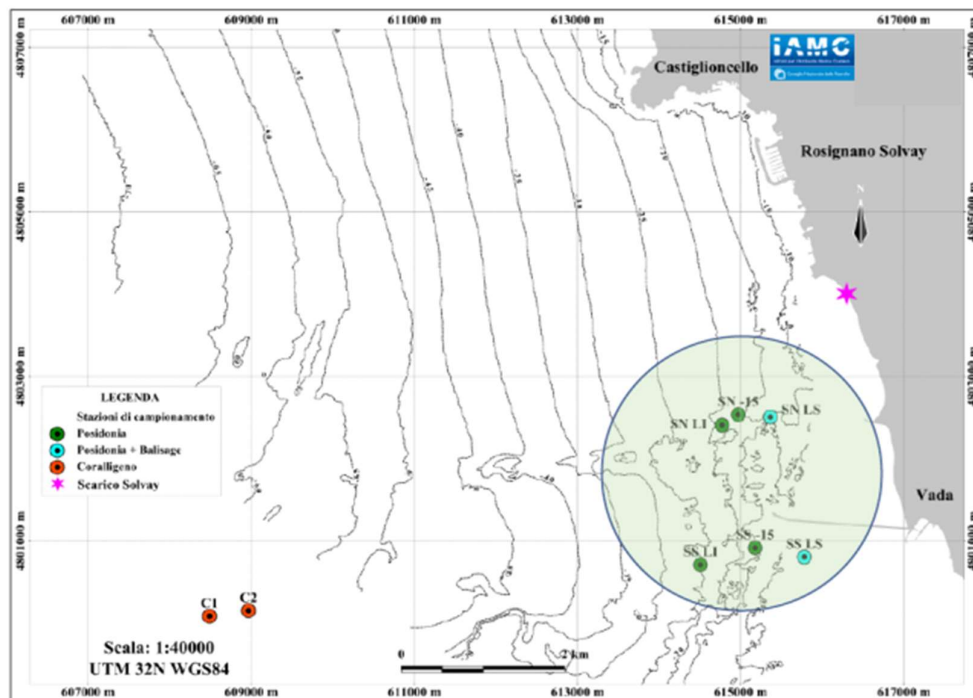 607000 m
609000 m
611000 m
613000 m
615000 m
617000 m
4807000 m
Castiglioncello
iAMC
Rosignano Solvay
4805000 m
4803000 m
LEGENDA
Stazioni di campionamento
Posidonia
Posidonia + Balisage
Coralligeno
Scarico Solvay
SN -15
SN LI
SN LS
Vada
4801000 m
SS -15
SS LI
SS LS
C1
C2
Scala: 1:40000
UTM 32N WGS84
0
2 km
607000 m
609000 m
611000 m
613000 m
615000 m
617000 m